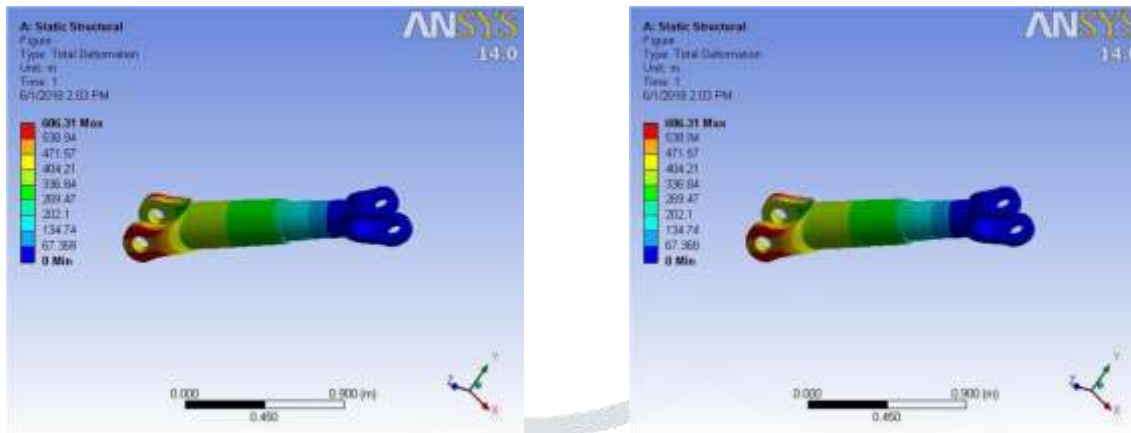 A: Static Structural
Figure
Type: Total Deformation
Unit: m
Time: 1
6/1/2018 2:03 PM
606.31 Max
538.94
471.57
404.21
336.84
269.47
202.1
134.74
67.368
0 Min
ANSYS
14.0
0.000
0.900 (m)
0.450
Y
Z
X
A: Static Structural
Figure
Type: Total Deformation
Unit: m
Time: 1
6/1/2018 2:03 PM
606.31 Max
538.94
471.57
404.21
336.84
269.47
202.1
134.74
67.368
0 Min
ANSYS
14.0
0.000
0.900 (m)
0.450
Y
Z
X